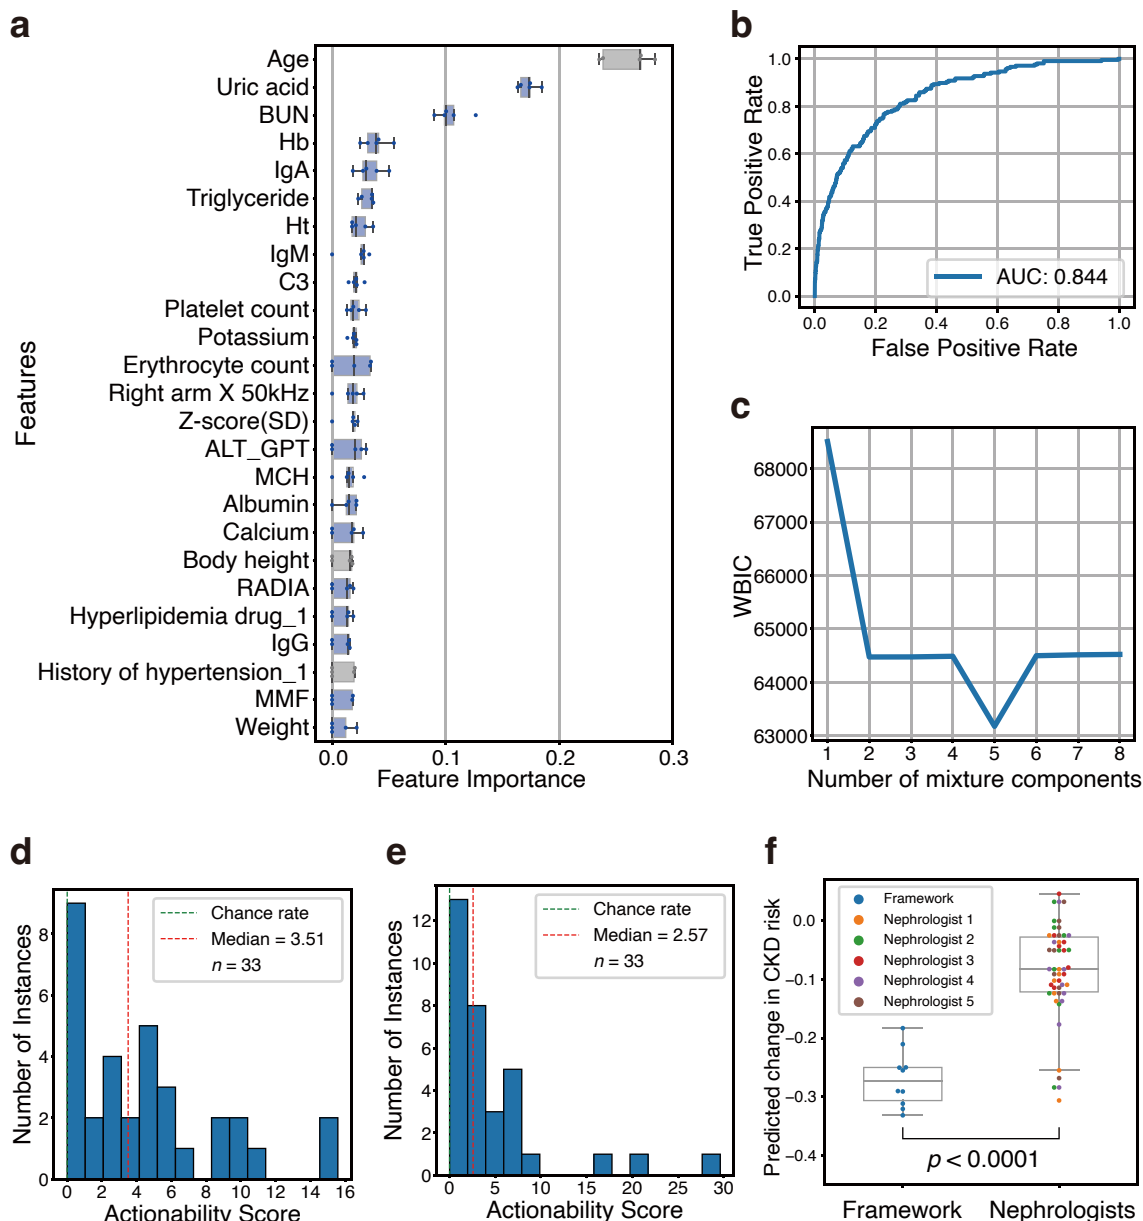 a
Age
Uric acid
BUN
Hb
IgA
Triglyceride
Ht
IgM
C3
Platelet count
Potassium
Erythrocyte count
Right arm X 50kHz
Z-score(SD)
ALT_GPT
MCH
Albumin
Calcium
Body height
RADIA
Hyperlipidemia drug_1
IgG
History of hypertension_1
MMF
Weight
Features
0.0 0.1 0.2 0.3
Feature Importance
b
True Positive Rate
1.0
0.8
0.6
0.4
0.2
0.0
AUC: 0.844
0.0 0.2 0.4 0.6 0.8 1.0
False Positive Rate
c
WBIC
68000
67000
66000
65000
64000
63000
1 2 3 4 5 6 7 8
Number of mixture components
d
Number of Instances
8
6
4
2
0
Chance rate
Median = 3.51
n = 33
0 2 4 6 8 10 12 14 16
Actionability Score
e
Number of Instances
12
10
8
6
4
2
0
Chance rate
Median = 2.57
n = 33
0 5 10 15 20 25 30
Actionability Score
f
Predicted change in CKD risk
0.0
−0.1
−0.2
−0.3
−0.4
Framework
Nephrologist 1
Nephrologist 2
Nephrologist 3
Nephrologist 4
Nephrologist 5
p < 0.0001
Framework Nephrologists